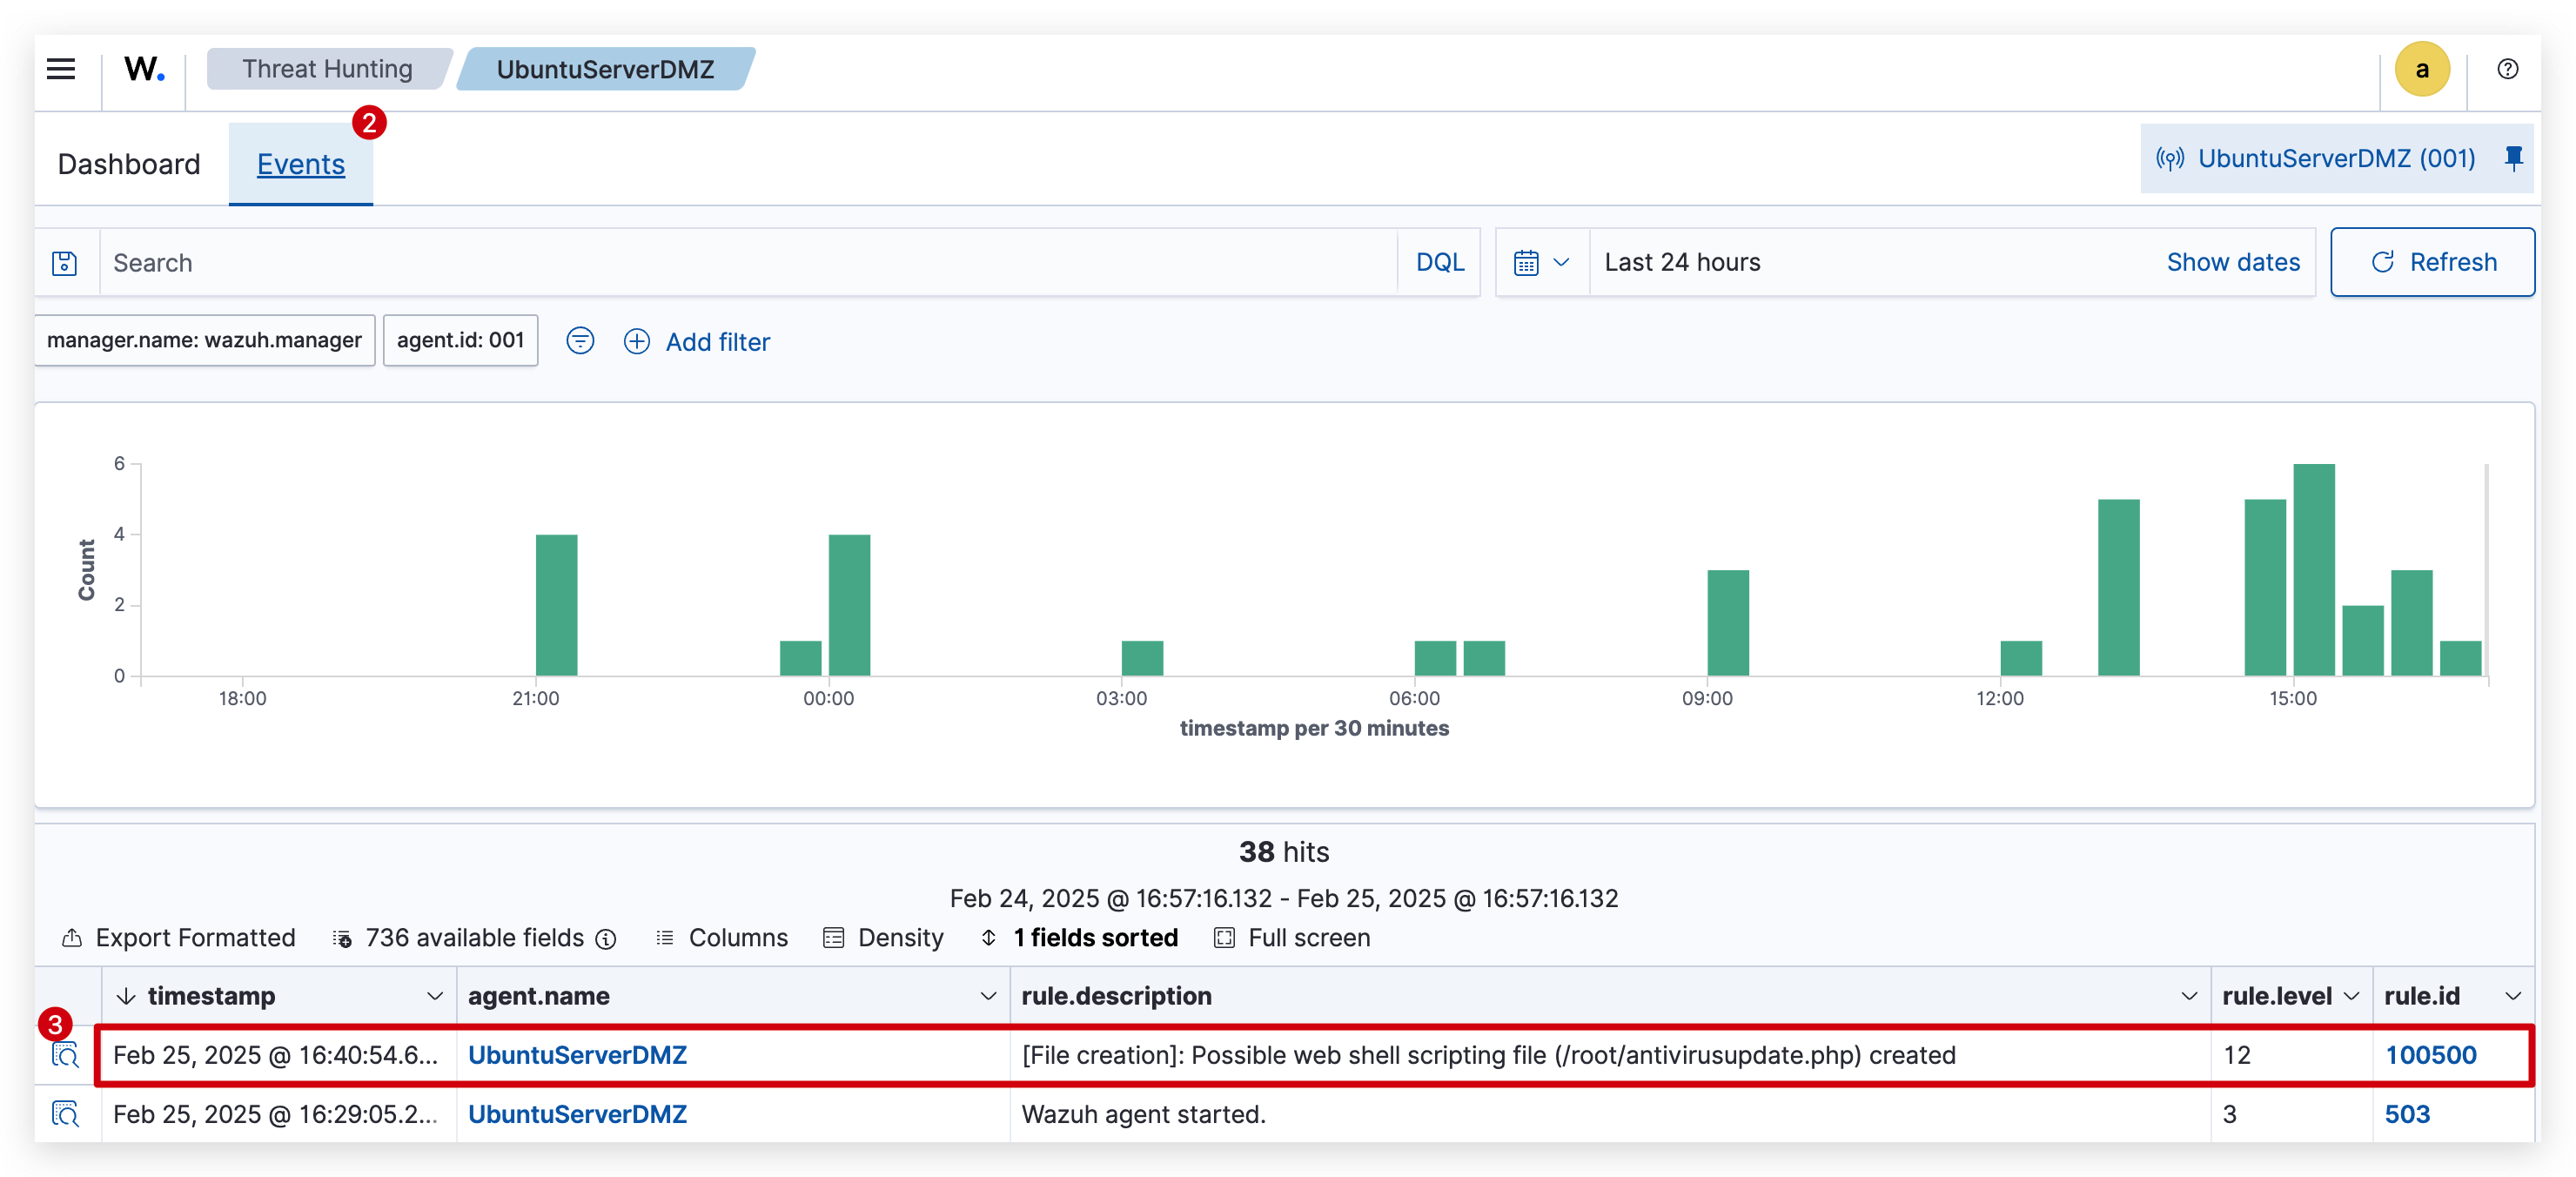 W. Threat Hunting UbuntuServerDMZ a
2
Dashboard Events UbuntuServerDMZ (001)
Search DQL Last 24 hours Show dates Refresh
manager.name: wazuh.manager agent.id: 001 Add filter
6
4
2
0
Count
18:00 21:00 00:00 03:00 06:00 09:00 12:00 15:00
timestamp per 30 minutes
38 hits
Feb 24, 2025 @ 16:57:16.132 - Feb 25, 2025 @ 16:57:16.132
Export Formatted 736 available fields Columns Density 1 fields sorted Full screen
timestamp agent.name rule.description rule.level rule.id
3
Feb 25, 2025 @ 16:40:54.6... UbuntuServerDMZ [File creation]: Possible web shell scripting file (/root/antivirusupdate.php) created 12 100500
Feb 25, 2025 @ 16:29:05.2... UbuntuServerDMZ Wazuh agent started. 3 503